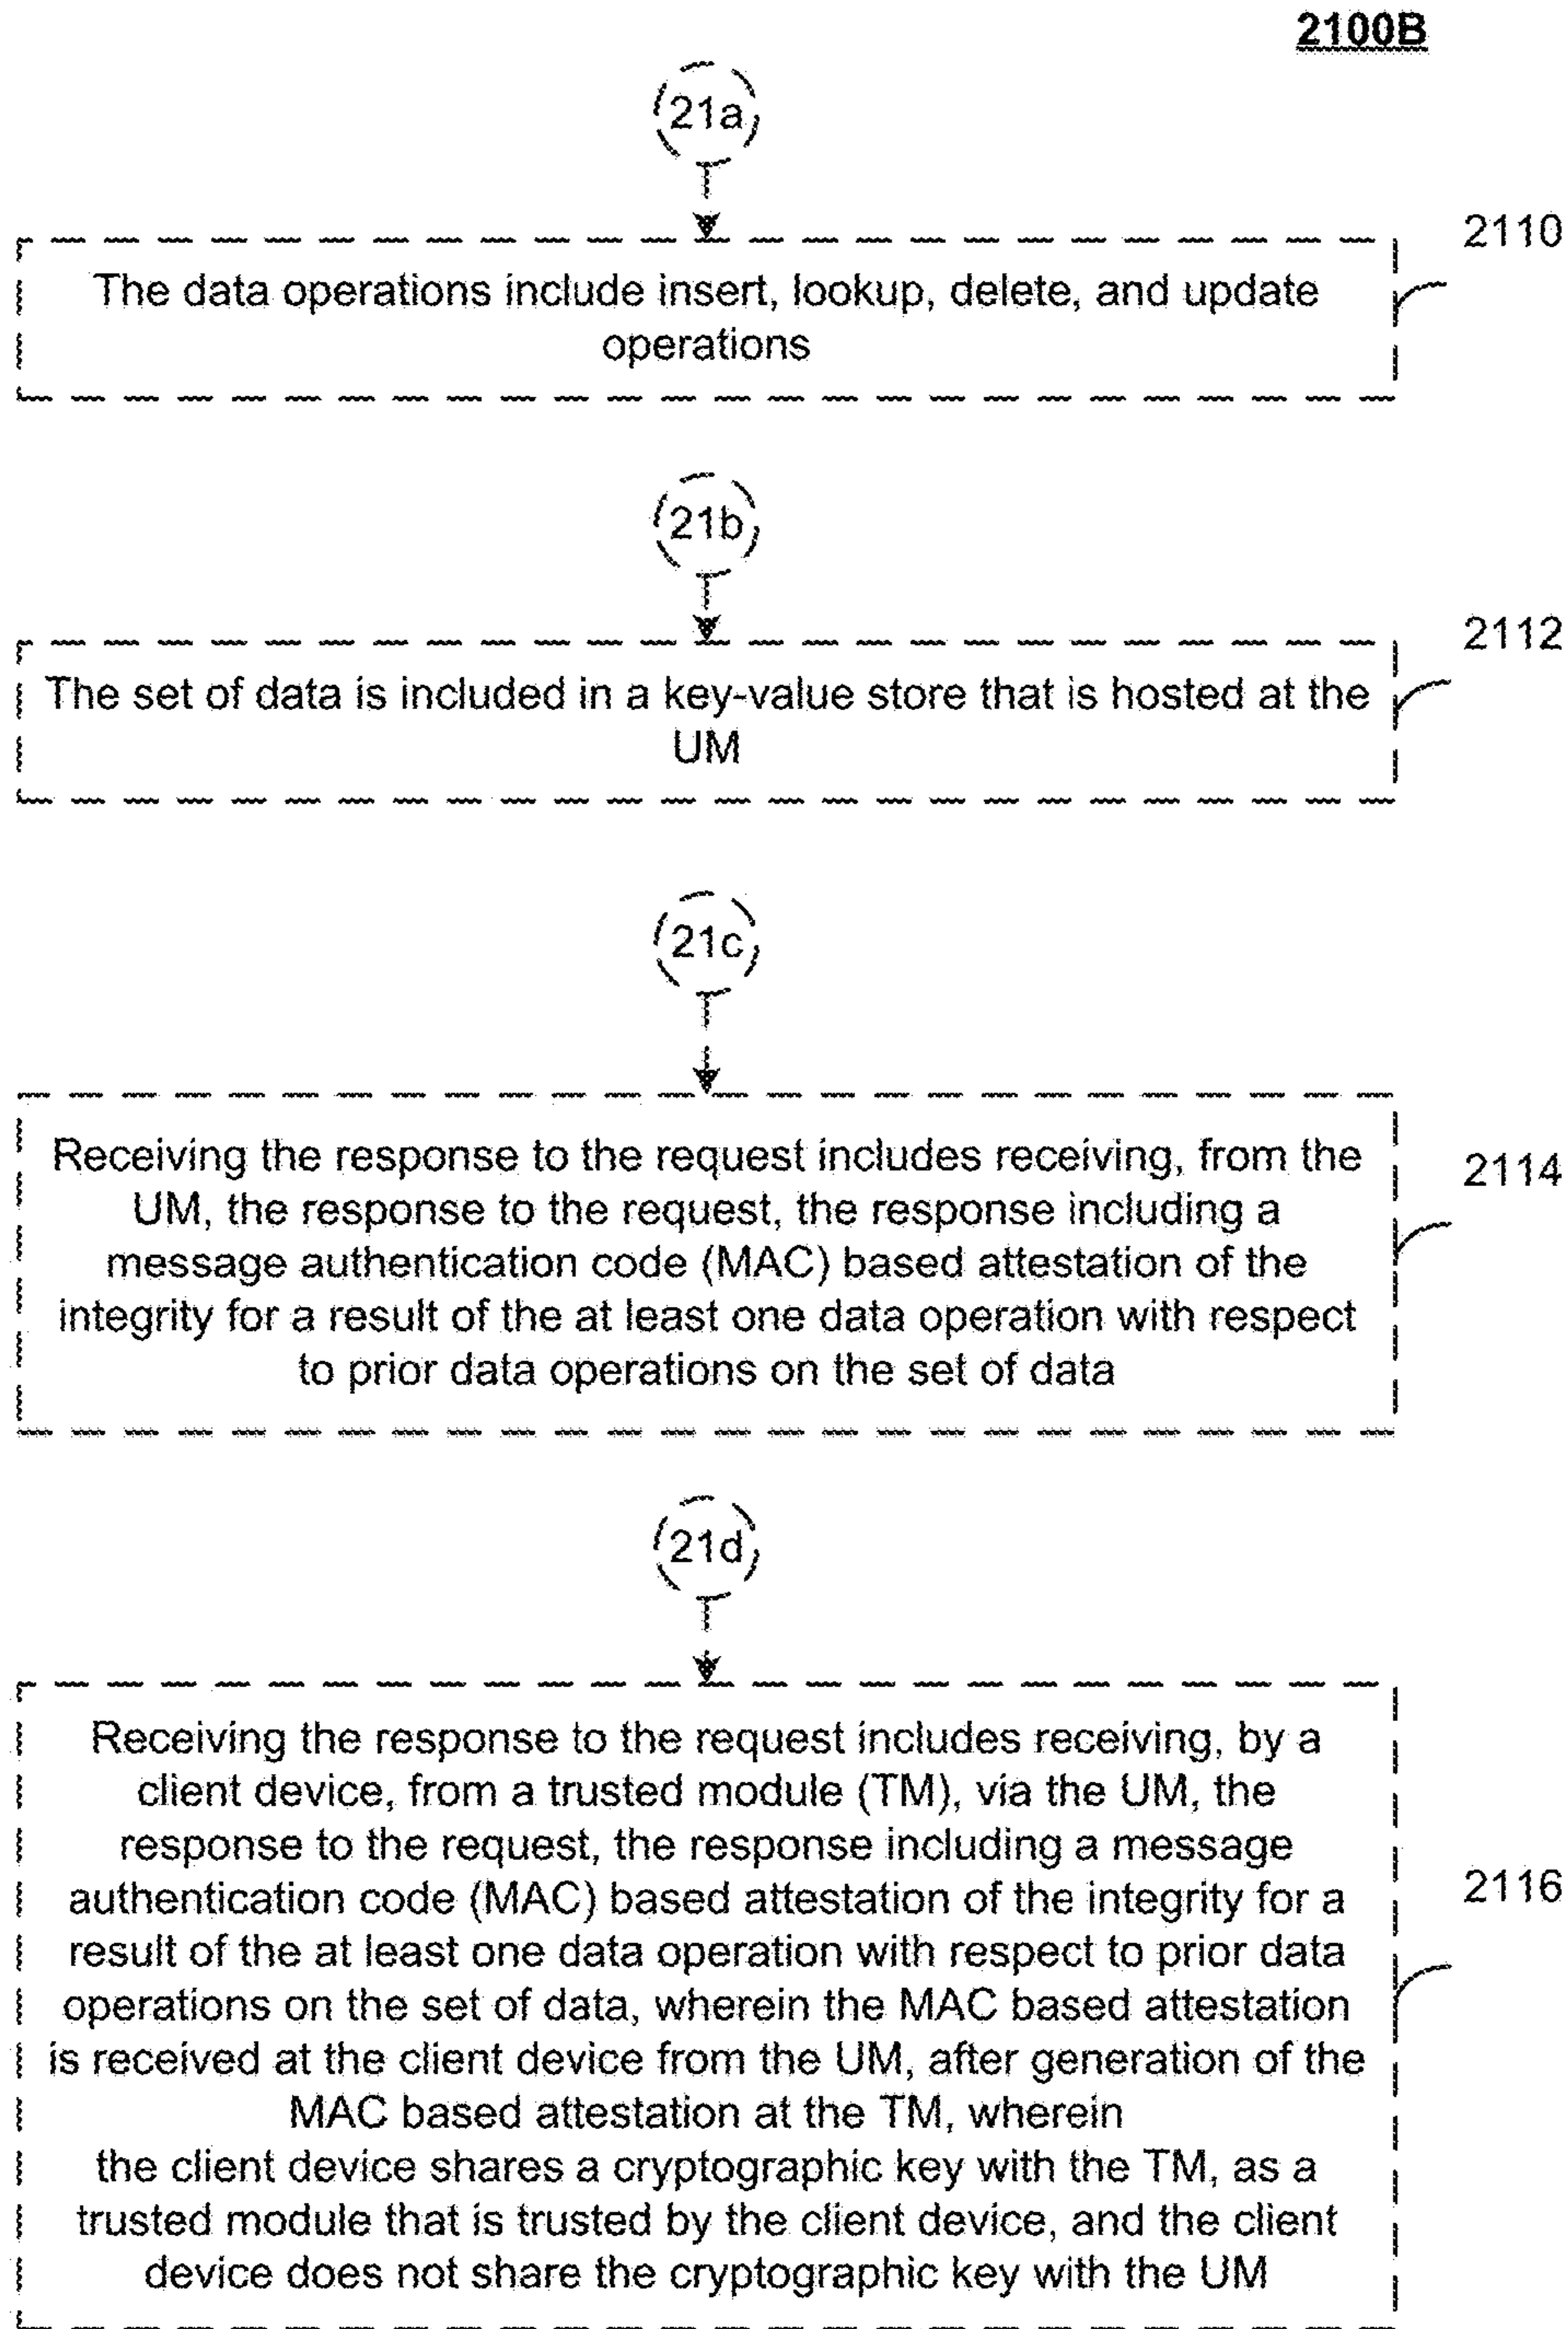 2100B
21a
2110
The data operations include insert, lookup, delete, and update
operations
21b
2112
The set of data is included in a key-value store that is hosted at the
UM
21c
Receiving the response to the request includes receiving, from the
2114
UM, the response to the request, the response including a
message authentication code (MAC) based attestation of the
integrity for a result of the at least one data operation with respect
to prior data operations on the set of data
21d
Receiving the response to the request includes receiving, by a
client device, from a trusted module (TM), via the UM, the
response to the request, the response including a message
2116
authentication code (MAC) based attestation of the integrity for a
result of the at least one data operation with respect to prior data
operations on the set of data, wherein the MAC based attestation
is received at the client device from the UM, after generation of the
MAC based attestation at the TM, wherein
the client device shares a cryptographic key with the TM, as a
trusted module that is trusted by the client device, and the client
device does not share the cryptographic key with the UM